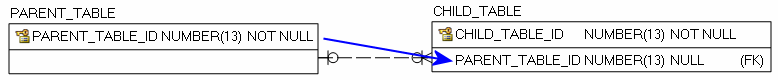 PARENT_TABLE
PARENT_TABLE_ID NUMBER(13) NOT NULL
CHILD_TABLE
CHILD_TABLE_ID NUMBER(13) NOT NULL
PARENT_TABLE_ID NUMBER(13) NULL (FK)